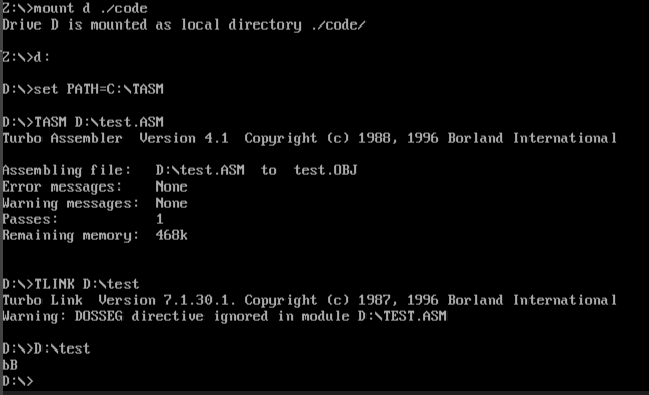 Z:\>mount d ./code
Drive D is mounted as local directory ./code/
Z:\>d:
D:\>set PATH=C:\TASM
D:\>TASM D:\test.ASM
Turbo Assembler  Version 4.1  Copyright (c) 1988, 1996 Borland International
Assembling file:   D:\test.ASM  to  test.OBJ
Error messages:    None
Warning messages:  None
Passes:            1
Remaining memory:  468k
D:\>TLINK D:\test
Turbo Link  Version 7.1.30.1. Copyright (c) 1987, 1996 Borland International
Warning: DOSSEG directive ignored in module D:\TEST.ASM
D:\>D:\test
bB
D:\>